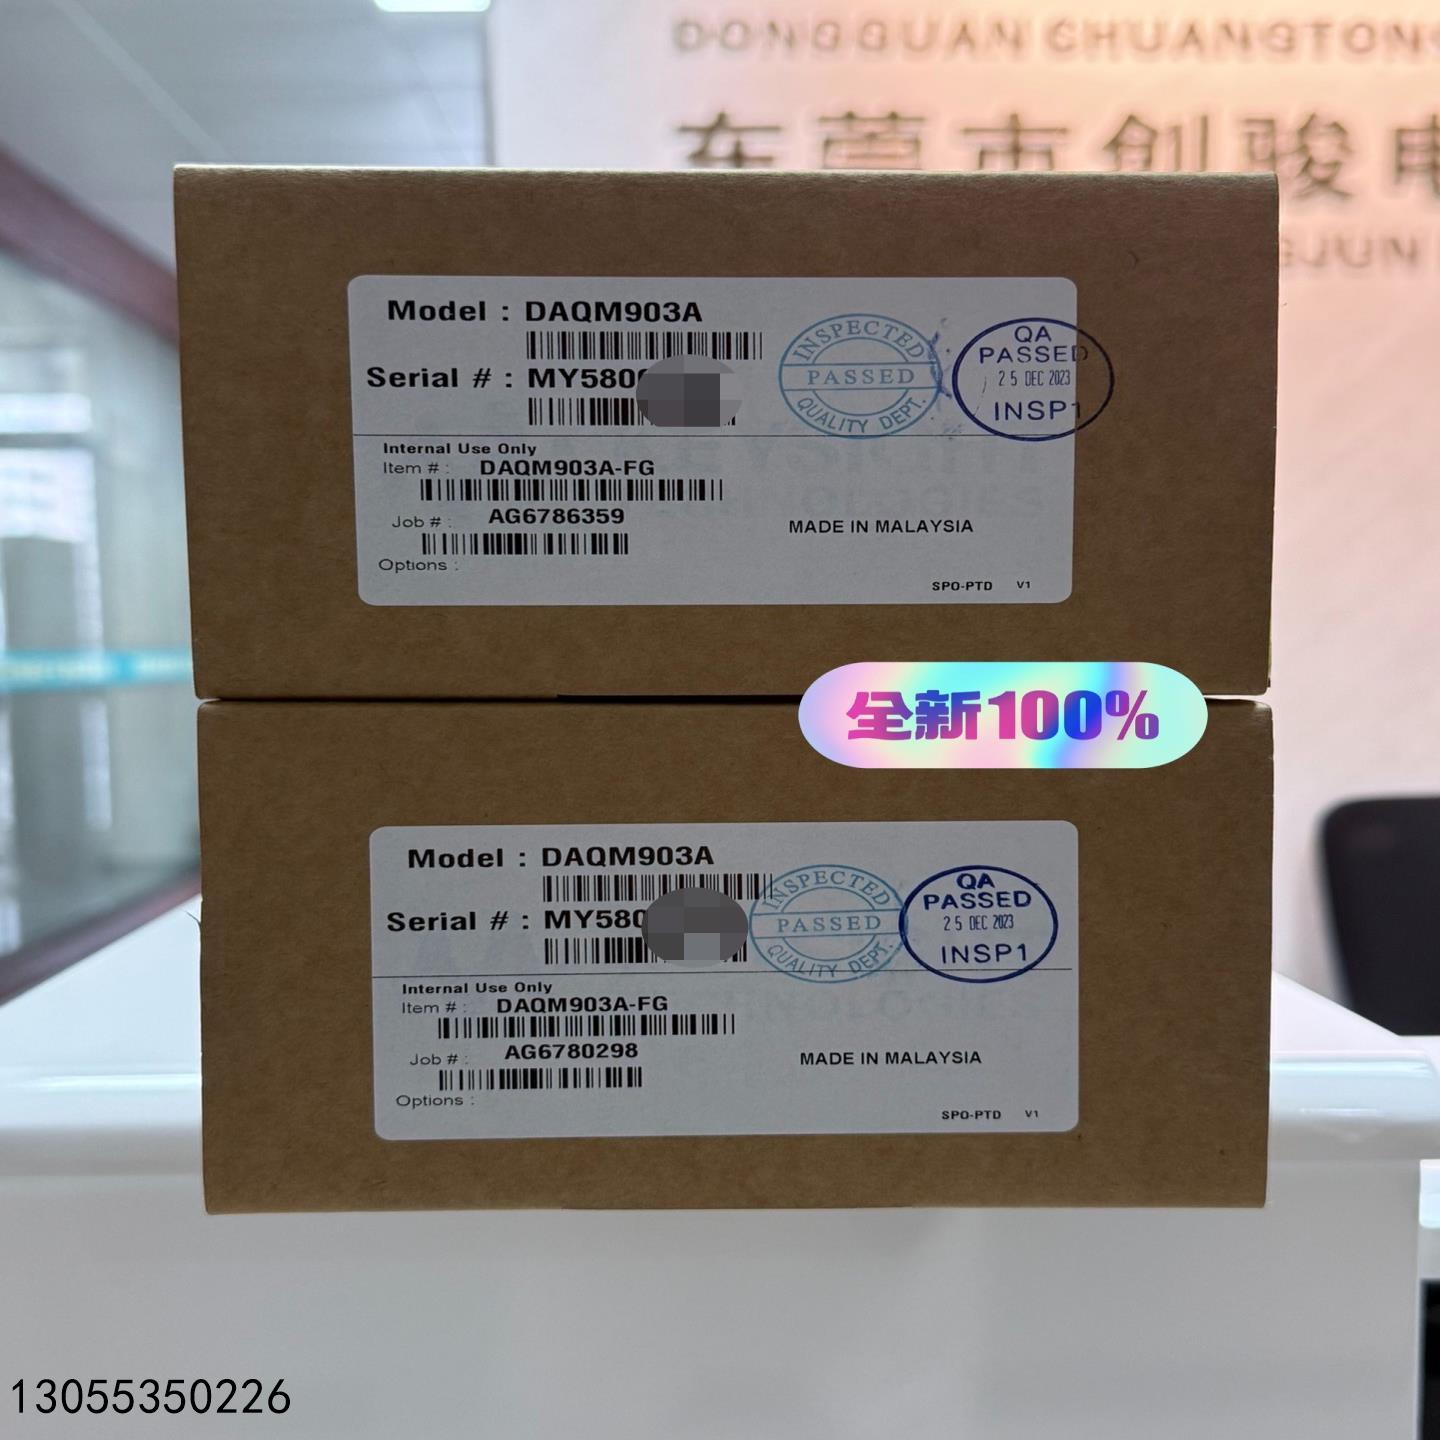 DONGGUAN CHUANGTONG
东莞市创骏电
GJUN
Model : DAQM903A
Serial # : MY580
INSPECTED
PASSED
QUALITY DEPT.
QA
PASSED
25 DEC 2023
INSP1
Internal Use Only
Item # : DAQM903A-FG
Job # : AG6786359
MADE IN MALAYSIA
Options :
SPO-PTD V1
全新100%
Model : DAQM903A
Serial # : MY580
INSPECTED
PASSED
QUALITY DEPT.
QA
PASSED
25 DEC 2023
INSP1
Internal Use Only
Item # : DAQM903A-FG
Job # : AG6780298
MADE IN MALAYSIA
Options :
SPO-PTD V1
13055350226